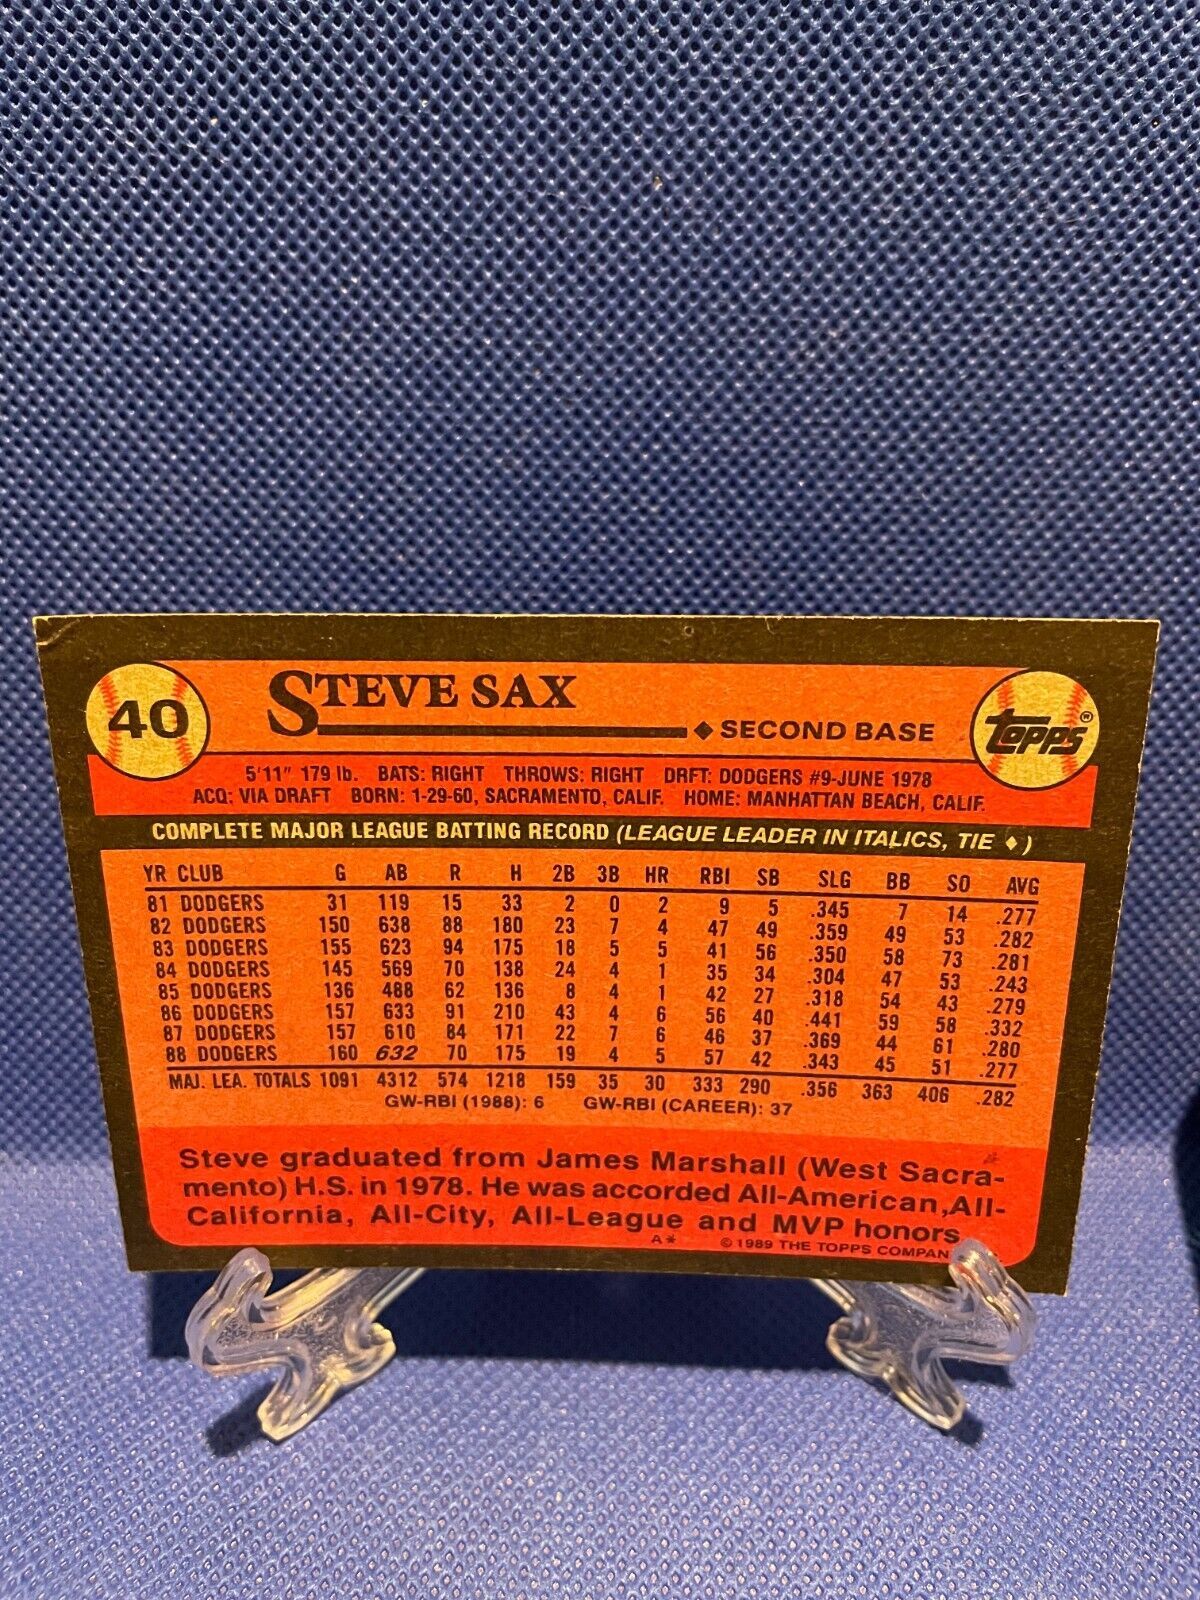 40
STEVE SAX
◆ SECOND BASE
TOPPS®
5'11" 179 lb. BATS: RIGHT THROWS: RIGHT DRFT: DODGERS #9-JUNE 1978
ACQ: VIA DRAFT BORN: 1-29-60, SACRAMENTO, CALIF. HOME: MANHATTAN BEACH, CALIF.
COMPLETE MAJOR LEAGUE BATTING RECORD (LEAGUE LEADER IN ITALICS, TIE ◆)
YR CLUB G AB R H 2B 3B HR RBI SB SLG BB SO AVG
81 DODGERS 31 119 15 33 2 0 2 9 5 .345 7 14 .277
82 DODGERS 150 638 88 180 23 7 4 47 49 .359 49 53 .282
83 DODGERS 155 623 94 175 18 5 5 41 56 .350 58 73 .281
84 DODGERS 145 569 70 138 24 4 1 35 34 .304 47 53 .243
85 DODGERS 136 488 62 136 8 4 1 42 27 .318 54 43 .279
86 DODGERS 157 633 91 210 43 4 6 56 40 .441 59 58 .332
87 DODGERS 157 610 84 171 22 7 6 46 37 .369 44 61 .280
88 DODGERS 160 632 70 175 19 4 5 57 42 .343 45 51 .277
MAJ. LEA. TOTALS 1091 4312 574 1218 159 35 30 333 290 .356 363 406 .282
GW-RBI (1988): 6 GW-RBI (CAREER): 37
Steve graduated from James Marshall (West Sacra-
mento) H.S. in 1978. He was accorded All-American, All-
California, All-City, All-League and MVP honors
A* © 1989 THE TOPPS COMPAN